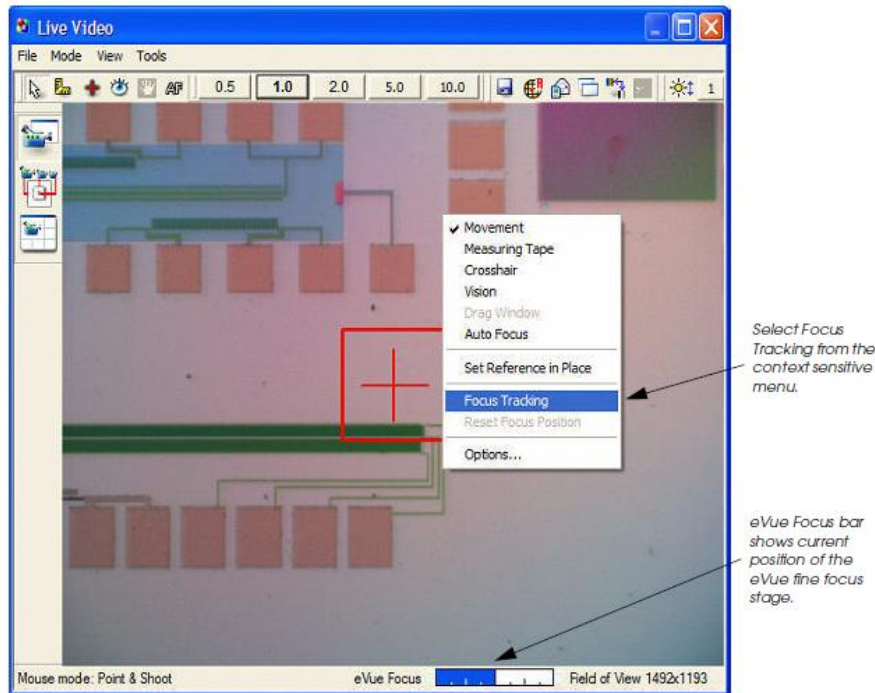 Live Video
File Mode View Tools
AF 0.5 1.0 2.0 5.0 10.0 1
Movement
Measuring Tape
Crosshair
Vision
Drag Window
Auto Focus
Set Reference in Place
Focus Tracking
Reset Focus Position
Options...
Select Focus
Tracking from the
context sensitive
menu.
eVue Focus bar
shows current
position of the
eVue fine focus
stage.
Mouse mode: Point & Shoot eVue Focus Field of View 1492x1193